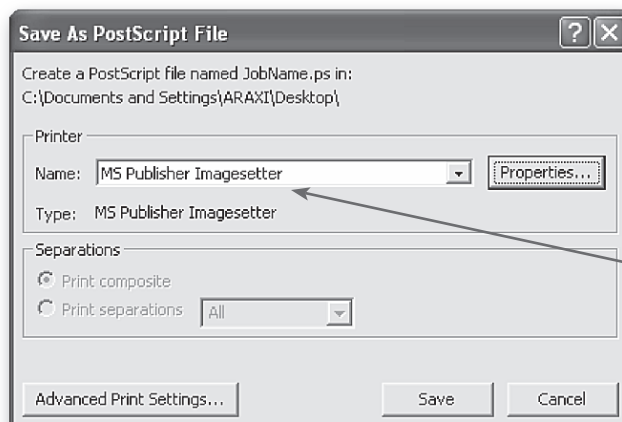 Save As PostScript File
Create a PostScript file named JobName.ps in:
C:\Documents and Settings\ARAXI\Desktop\
Printer
Name: MS Publisher Imagesetter Properties...
Type: MS Publisher Imagesetter
Separations
Print composite
Print separations All
Advanced Print Settings... Save Cancel